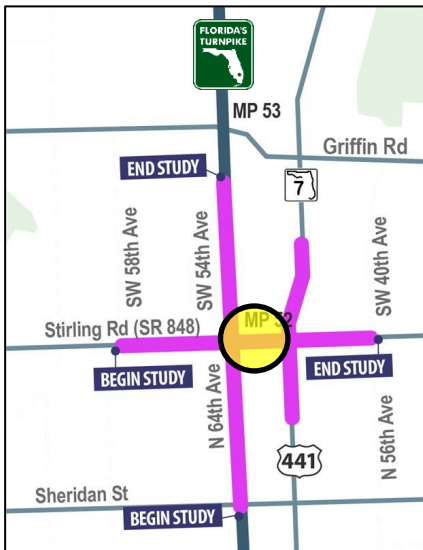 FLORIDA'S
TURNPIKE
MP 53
Griffin Rd
END STUDY
7
SW 58th Ave
SW 54th Ave
SW 40th Ave
Stirling Rd (SR 848)
MP 52
BEGIN STUDY
END STUDY
N 64th Ave
441
N 56th Ave
Sheridan St
BEGIN STUDY